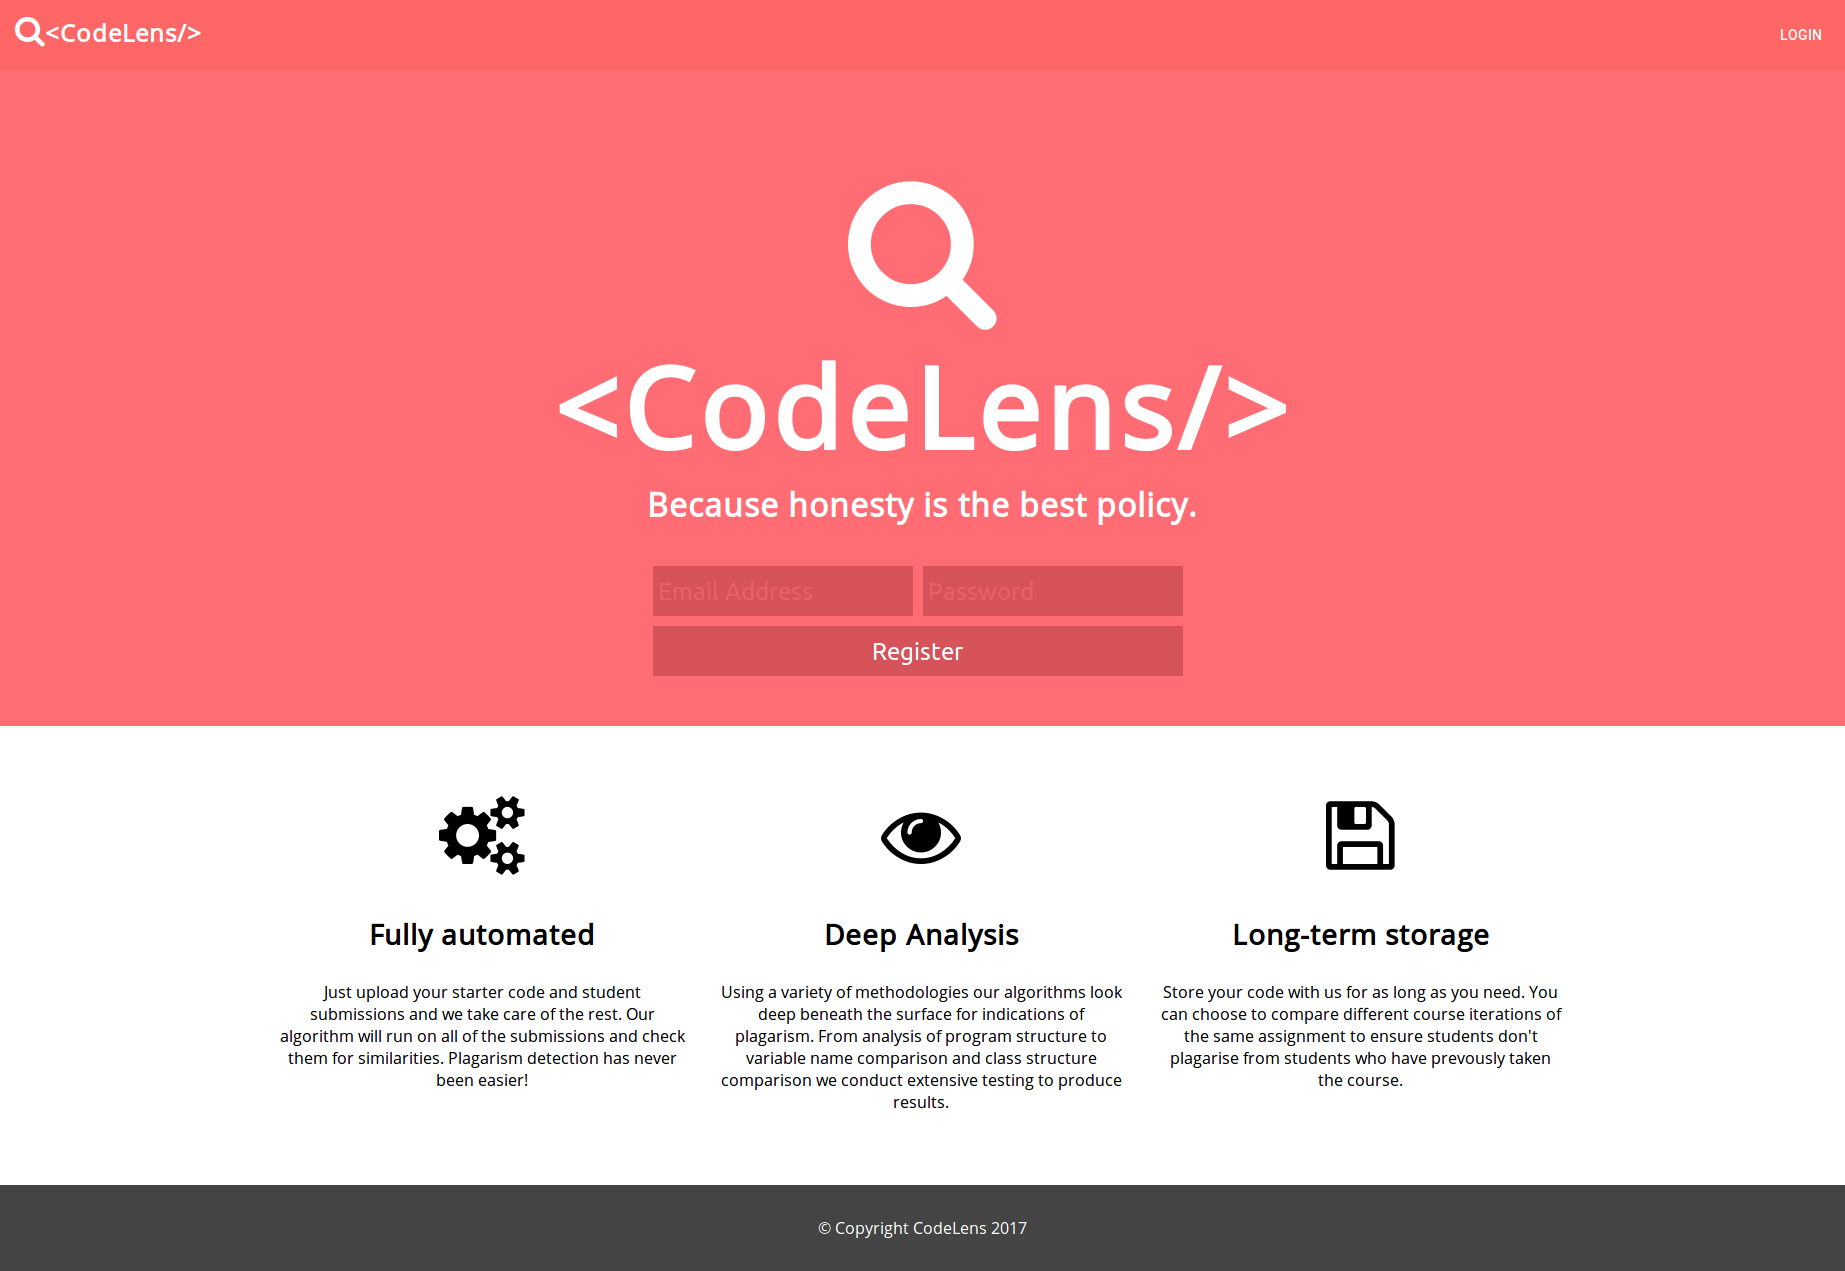 <CodeLens/>
LOGIN
<CodeLens/>
Because honesty is the best policy.
Email Address
Password
Register
Fully automated
Just upload your starter code and student
submissions and we take care of the rest. Our
algorithm will run on all of the submissions and check
them for similarities. Plagarism detection has never
been easier!
Deep Analysis
Using a variety of methodologies our algorithms look
deep beneath the surface for indications of
plagarism. From analysis of program structure to
variable name comparison and class structure
comparison we conduct extensive testing to produce
results.
Long-term storage
Store your code with us for as long as you need. You
can choose to compare different course iterations of
the same assignment to ensure students don't
plagarise from students who have prevously taken
the course.
© Copyright CodeLens 2017